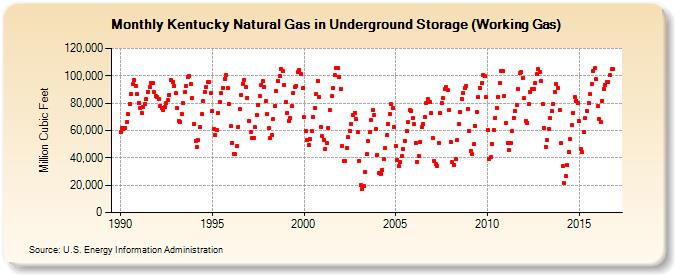 Monthly Kentucky Natural Gas in Underground Storage (Working Gas)
Million Cubic Feet
120,000
100,000
80,000
60,000
40,000
20,000
0
1990 1995 2000 2005 2010 2015
Source: U.S. Energy Information Administration